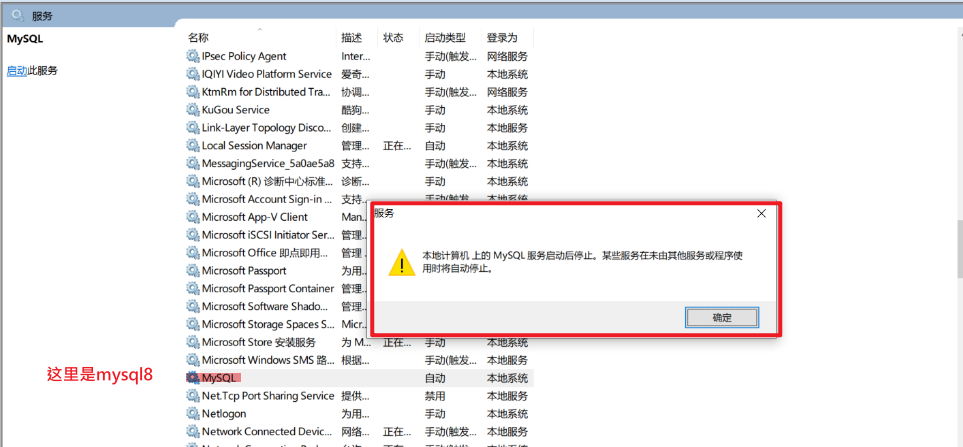 服务
MySQL
启动此服务
名称 描述 状态 启动类型 登录为
IPsec Policy Agent Inter... 手动(触发... 网络服务
IQIYI Video Platform Service 爱奇... 手动 本地系统
KtmRm for Distributed Tra... 协调... 手动(触发... 网络服务
KuGou Service 酷狗... 手动 本地系统
Link-Layer Topology Disco... 创建... 手动 本地服务
Local Session Manager 管理... 正在... 自动 本地系统
MessagingService_5a0ae5a8 支持... 手动(触发... 本地系统
Microsoft (R) 诊断中心标准... 诊断... 手动 本地系统
Microsoft Account Sign-in ... 支持... 手动(触发... 本地系统
Microsoft App-V Client Man...
Microsoft iSCSI Initiator Ser... 管理...
Microsoft Office 即点即用... 管理...
Microsoft Passport 为用...
Microsoft Passport Container 管理...
Microsoft Software Shado... 管理...
Microsoft Storage Spaces S... Micr...
服务
本地计算机 上的 MySQL 服务启动后停止。某些服务在未由其他服务或程序使
用时将自动停止。
确定
Microsoft Store 安装服务 为 M... 正在... 手动 本地系统
Microsoft Windows SMS 路... 根据... 手动(触发... 本地服务
这里是mysql8
MySQL 自动 本地系统
Net.Tcp Port Sharing Service 提供... 禁用 本地服务
Netlogon 为用... 手动 本地系统
Network Connected Devic... 网络... 正在... 手动(触发... 本地服务